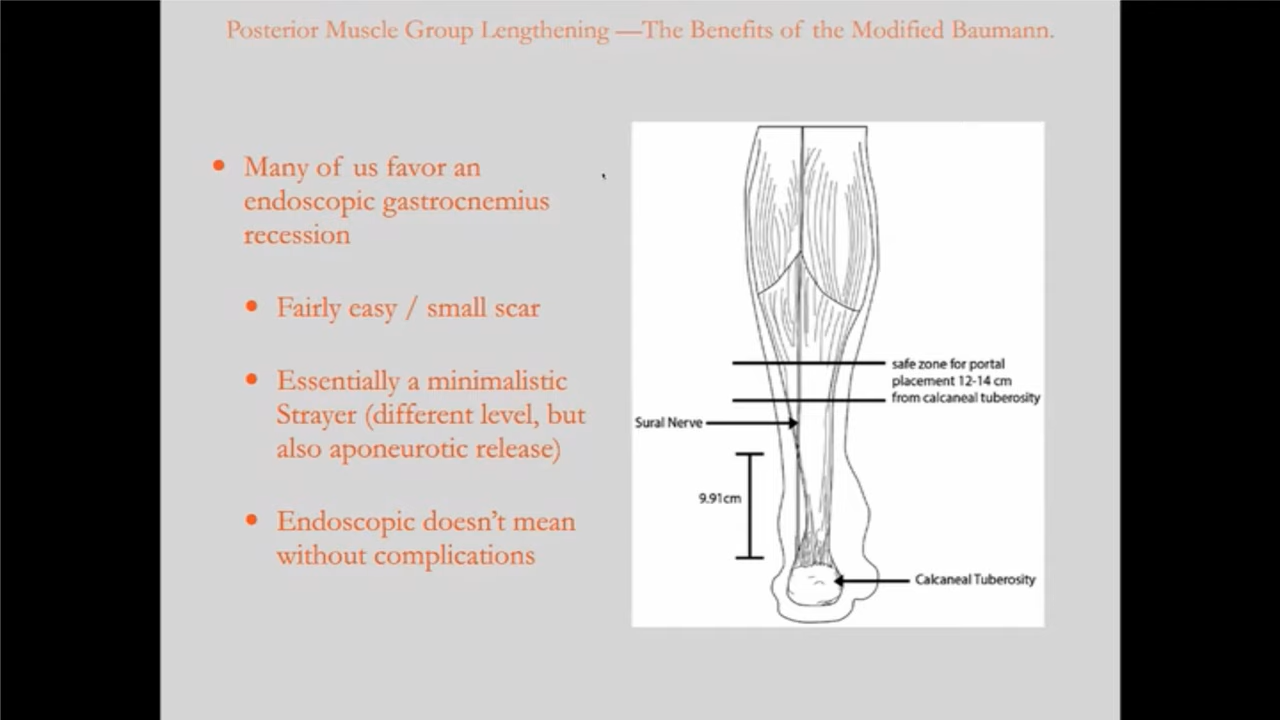 Posterior Muscle Group Lengthening —The Benefits of the Modified Baumann.
• Many of us favor an
endoscopic gastrocnemius
recession
• Fairly easy / small scar
• Essentially a minimalistic
Strayer (different level, but
also aponeurotic release)
• Endoscopic doesn’t mean
without complications
safe zone for portal
placement 12-14 cm
from calcaneal tuberosity
Sural Nerve
9.91cm
Calcaneal Tuberosity